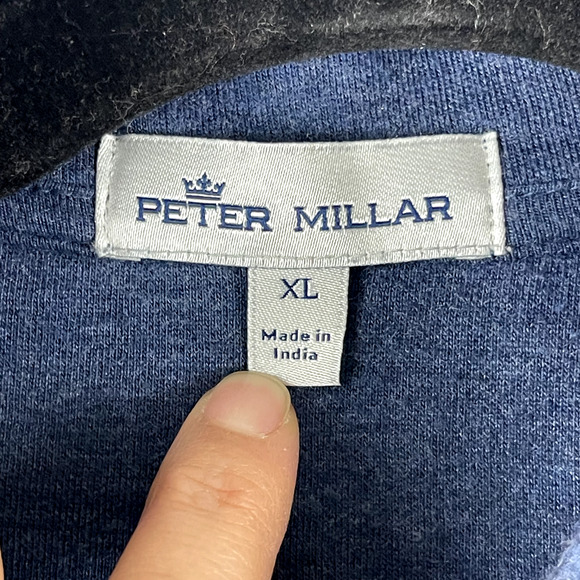 PETER MILLAR
XL
Made in
India